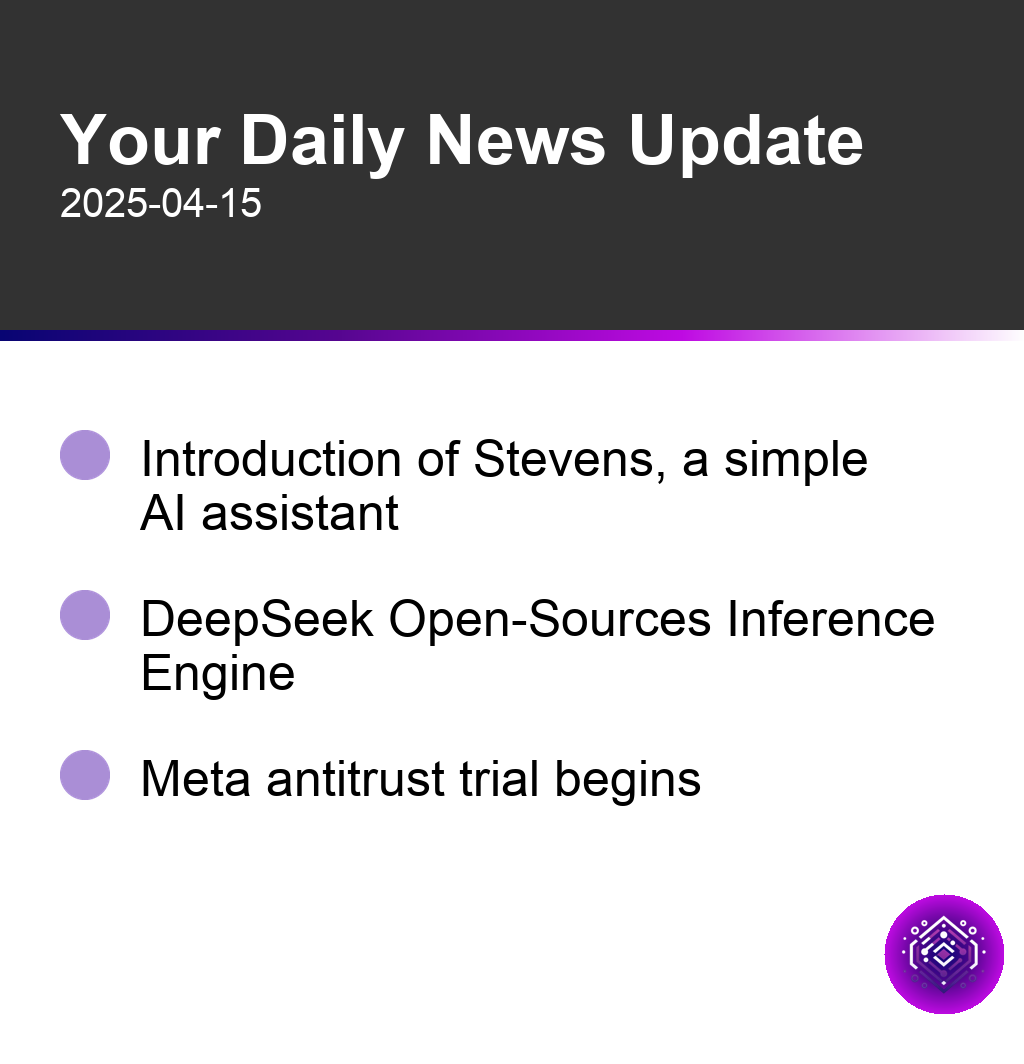 Your Daily News Update
2025-04-15
Introduction of Stevens, a simple
AI assistant
DeepSeek Open-Sources Inference
Engine
Meta antitrust trial begins